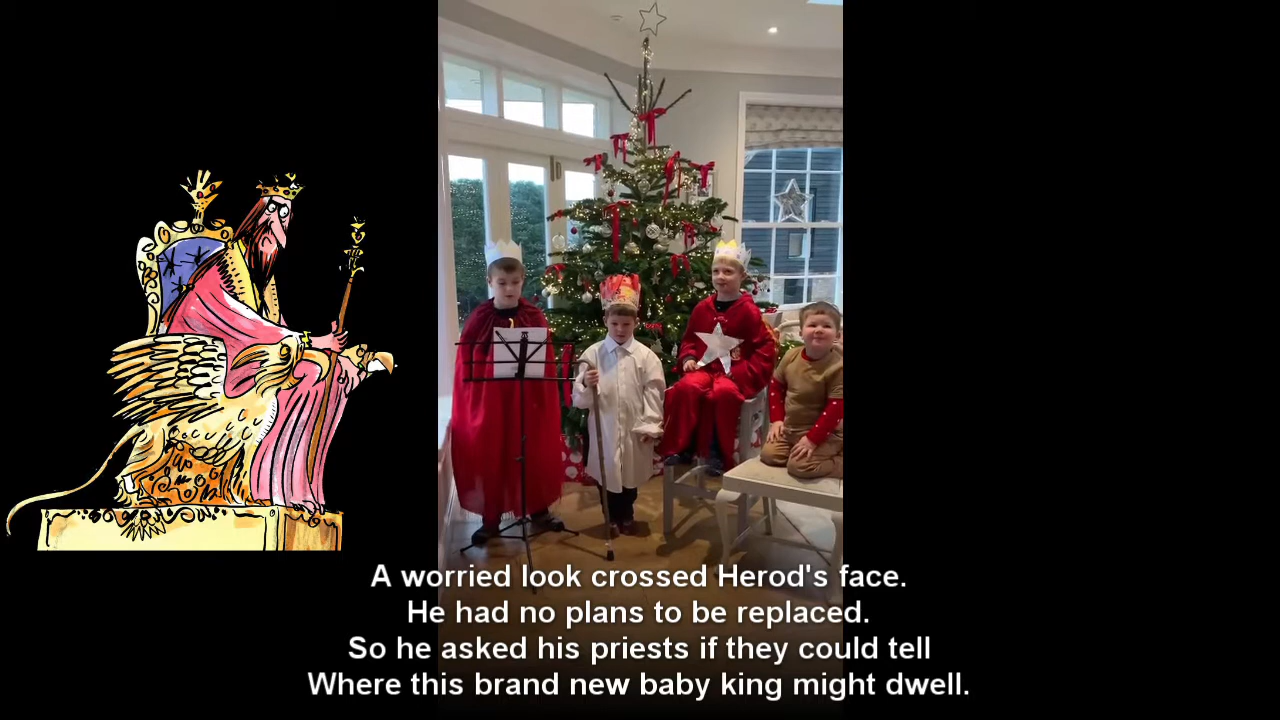 A worried look crossed Herod's face.
He had no plans to be replaced.
So he asked his priests if they could tell
Where this brand new baby king might dwell.